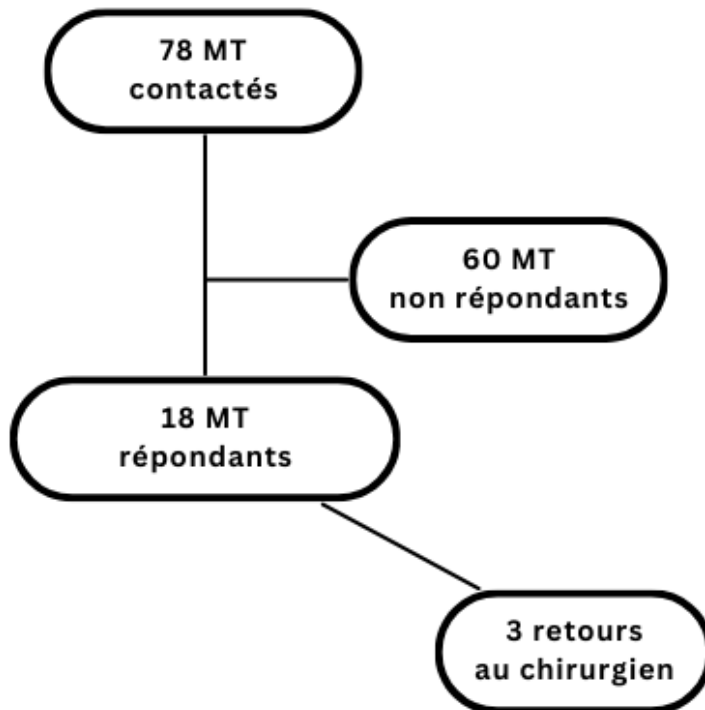 78 MT
contactés
60 MT
non répondants
18 MT
répondants
3 retours
au chirurgien